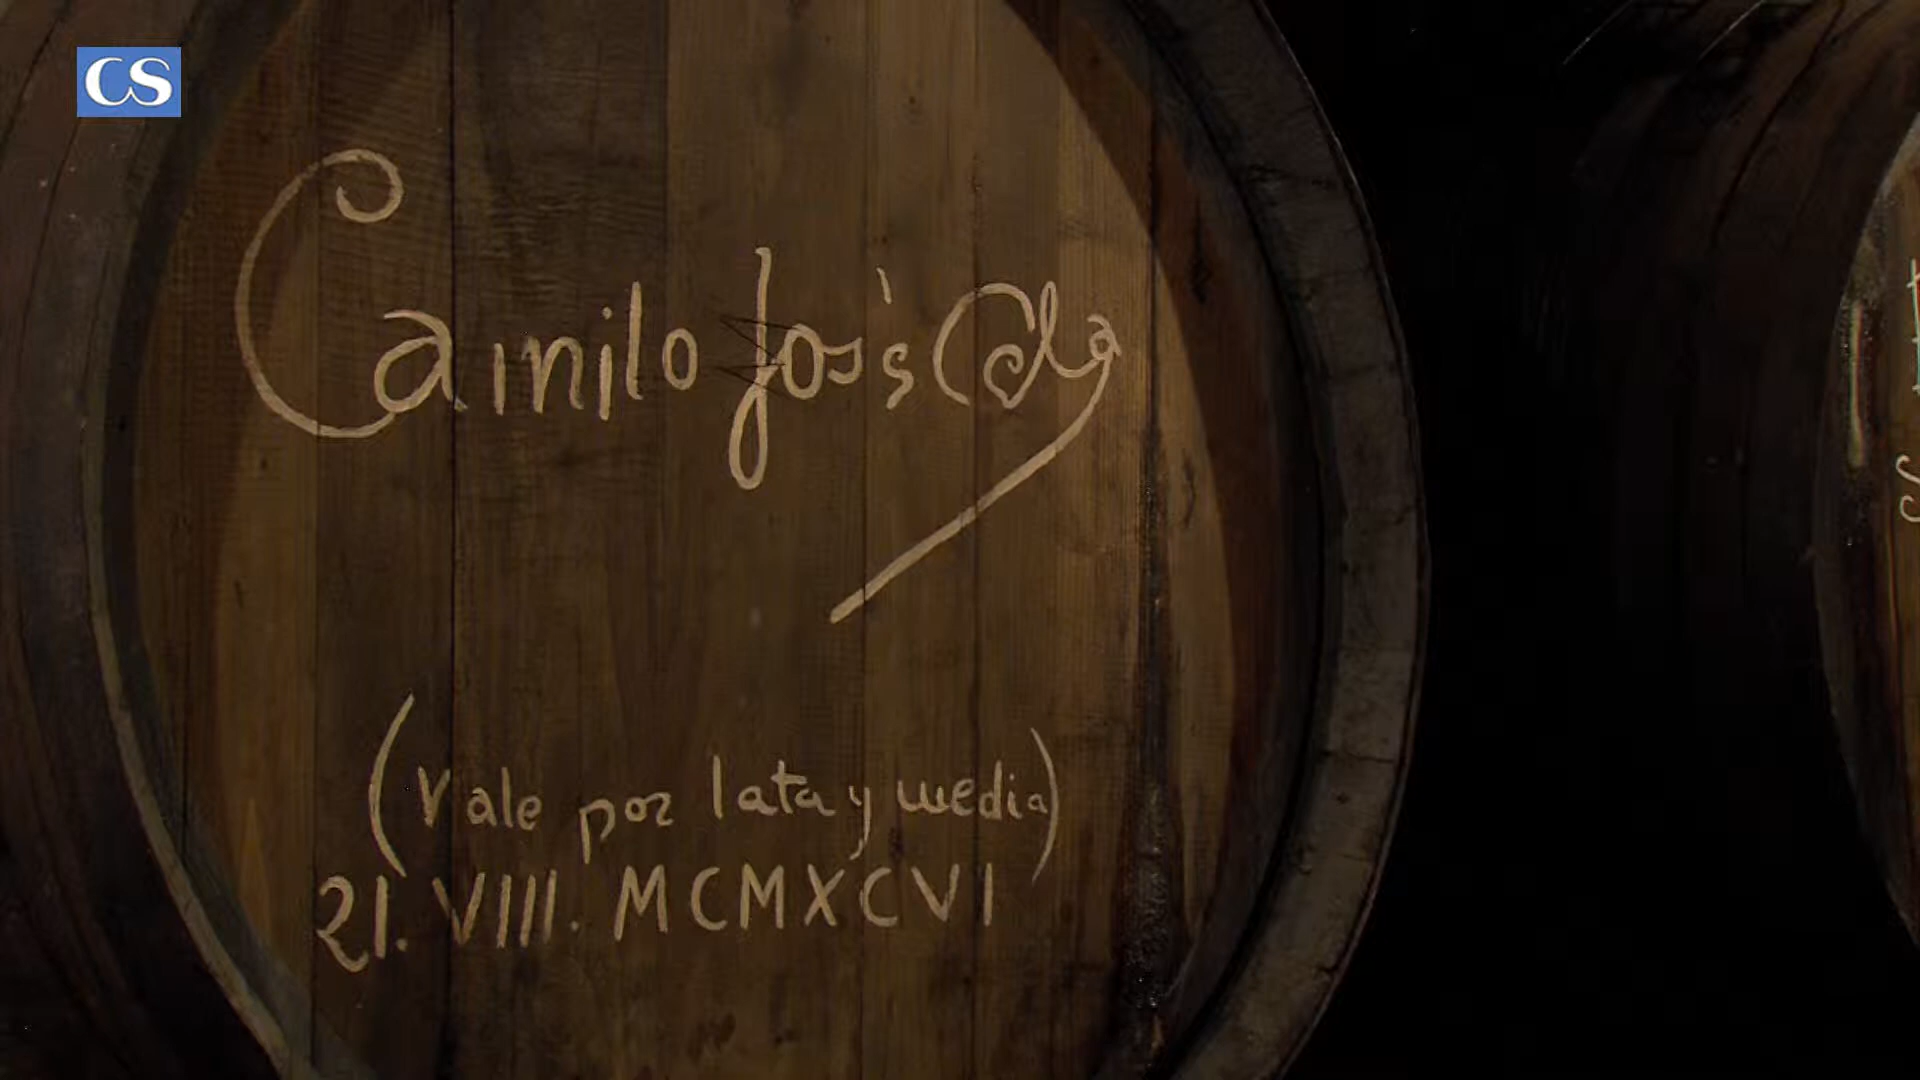 CS
Camilo José Cela
(Vale por lata y media)
21. VIII. MCMXCVI